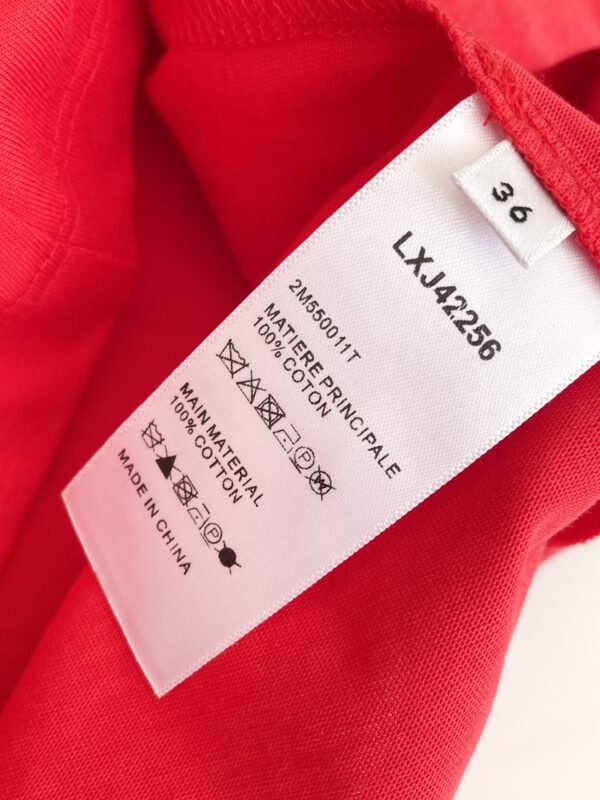 36
LXJ42256
2M550011T
MATIERE PRINCIPALE
100% COTON
MAIN MATERIAL
100% COTTON
MADE IN CHINA